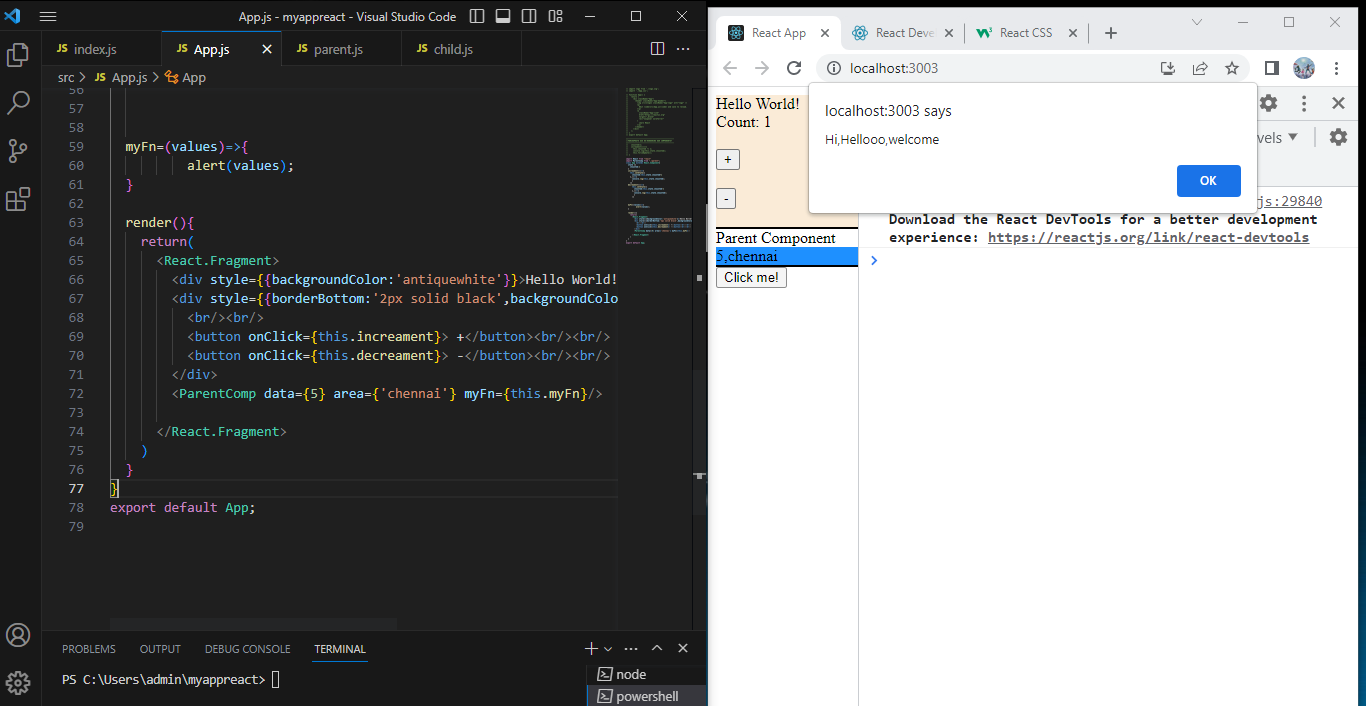 App.js - myappreact - Visual Studio Code
JS index.js
JS App.js
JS parent.js
JS child.js
src > JS App.js > App
56
57
58
59 myFn=(values)=>{
60 alert(values);
61 }
62
63 render(){
64 return(
65 <React.Fragment>
66 <div style={{backgroundColor:'antiquewhite'}}>Hello World!
67 <div style={{borderBottom:'2px solid black',backgroundColo
68 <br/><br/>
69 <button onClick={this.increament}> +</button><br/><br/>
70 <button onClick={this.decreament}> -</button><br/><br/>
71 </div>
72 <ParentComp data={5} area={'chennai'} myFn={this.myFn}/>
73
74 </React.Fragment>
75 )
76 }
77 }
78 export default App;
79
PROBLEMS OUTPUT DEBUG CONSOLE TERMINAL
PS C:\Users\admin\myappreact>
node
powershell
React App
React Deve
React CSS
localhost:3003
localhost:3003 says
Hi,Hellooo,welcome
OK
Hello World!
Count: 1
+
-
Parent Component
5,chennai
Click me!
vels
js:29840
Download the React DevTools for a better development
experience: https://reactjs.org/link/react-devtools